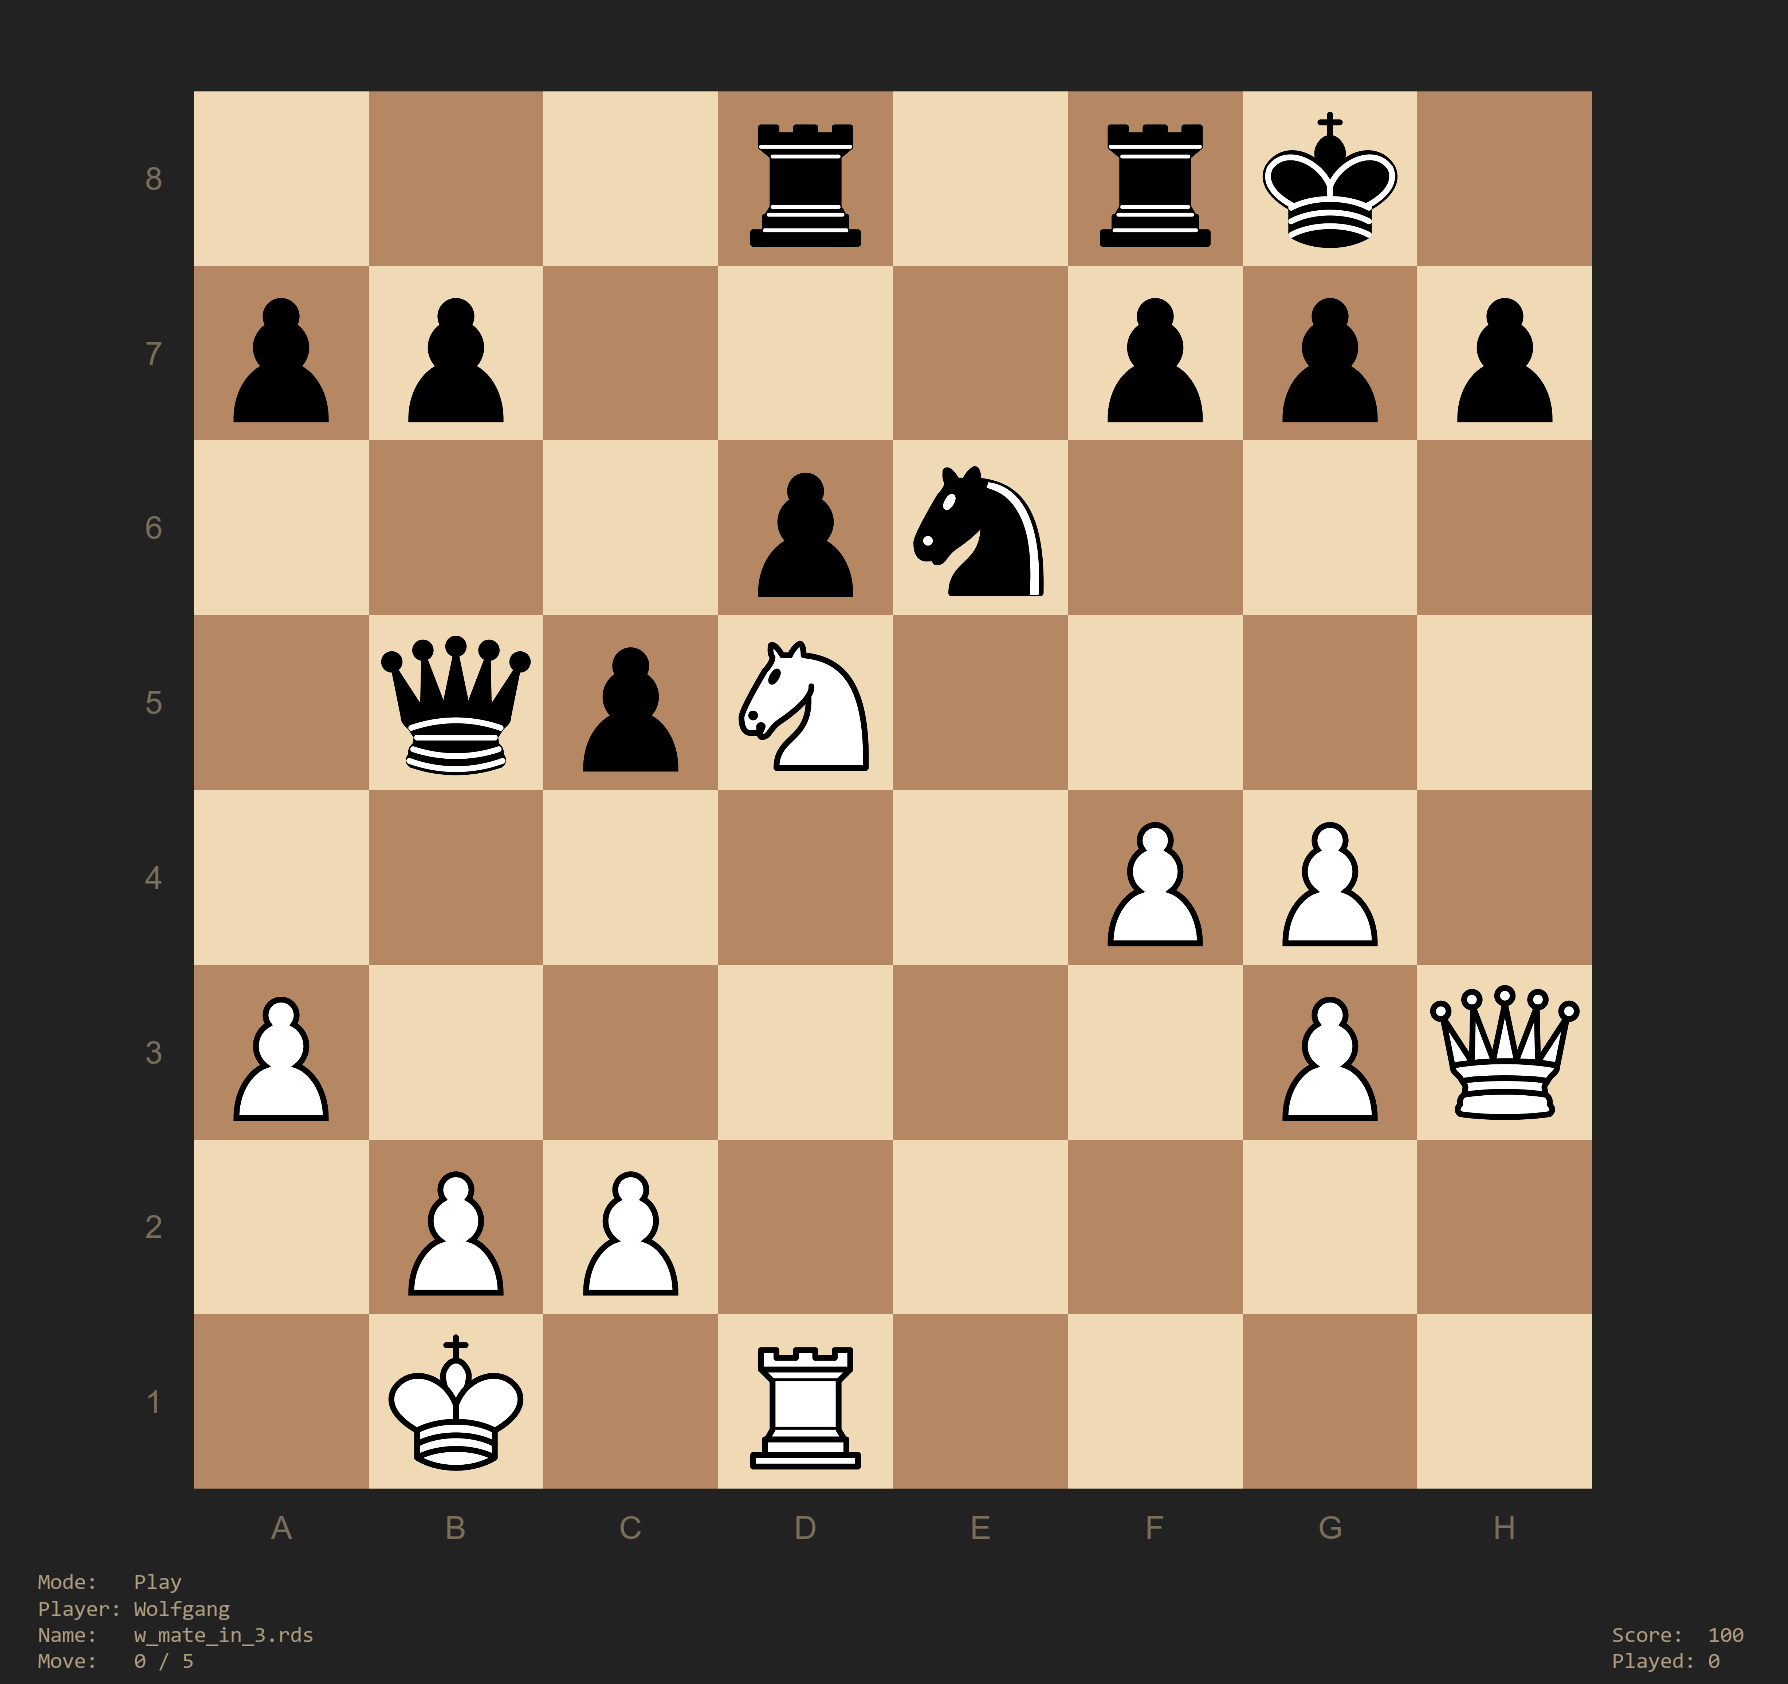 8
7
6
5
4
3
2
1
A B C D E F G H
Mode: Play
Player: Wolfgang
Name: w_mate_in_3.rds
Move: 0 / 5
Score: 100
Played: 0